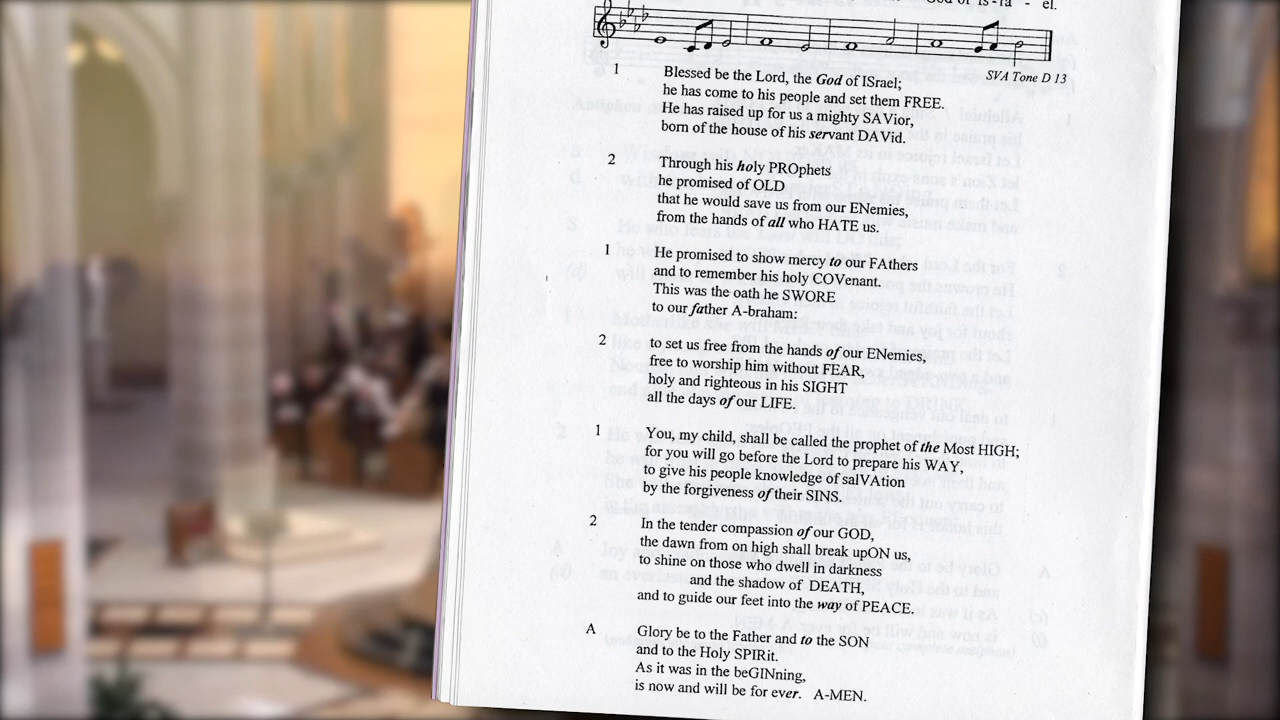 God of Is-ra - el.
SVA Tone D 13
1 Blessed be the Lord, the God of ISrael;
he has come to his people and set them FREE.
He has raised up for us a mighty SAVior,
born of the house of his servant DAVid.
2 Through his holy PROphets
he promised of OLD
that he would save us from our ENemies,
from the hands of all who HATE us.
1 He promised to show mercy to our FAthers
and to remember his holy COVenant.
This was the oath he SWORE
to our father A-braham:
2 to set us free from the hands of our ENemies,
free to worship him without FEAR,
holy and righteous in his SIGHT
all the days of our LIFE.
1 You, my child, shall be called the prophet of the Most HIGH;
for you will go before the Lord to prepare his WAY,
to give his people knowledge of salVAtion
by the forgiveness of their SINS.
2 In the tender compassion of our GOD,
the dawn from on high shall break upON us,
to shine on those who dwell in darkness
and the shadow of DEATH,
and to guide our feet into the way of PEACE.
A Glory be to the Father and to the SON
and to the Holy SPIRit.
As it was in the beGINning,
is now and will be for ever. A-MEN.